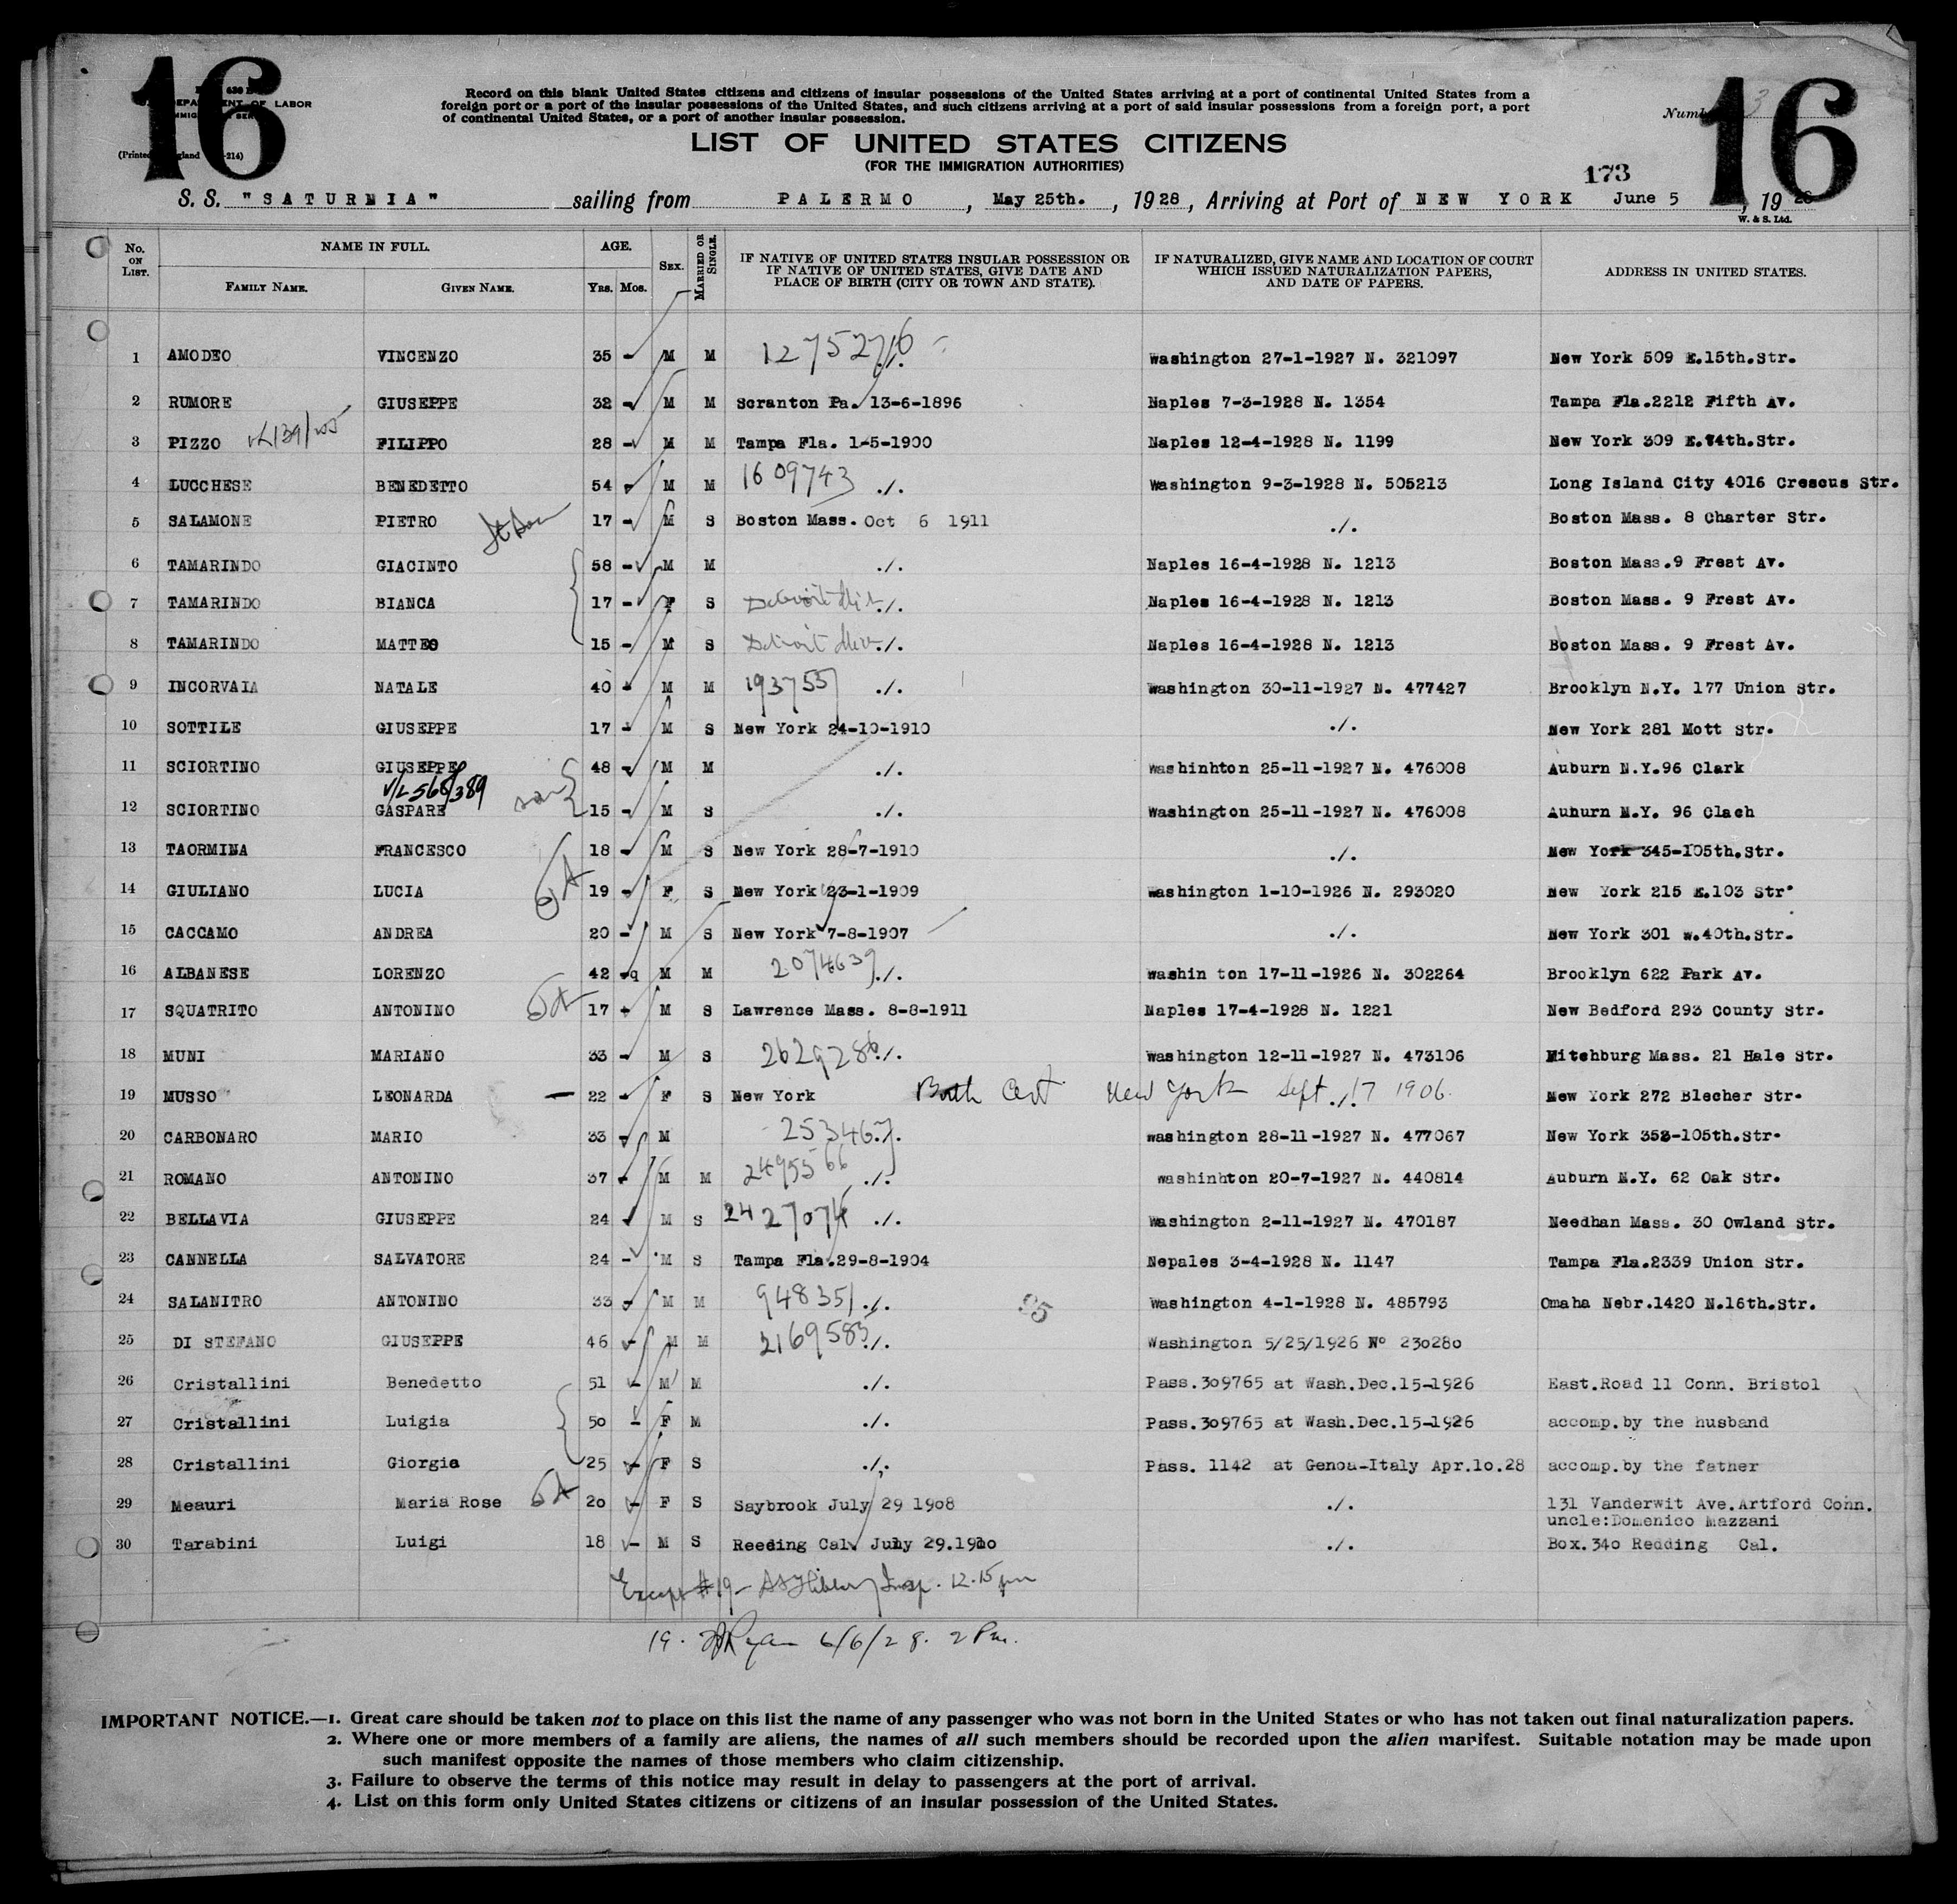 16
16
DEPARTMENT OF LABOR
Record on this blank United States citizens and citizens of insular possessions of the United States arriving at a port of continental United States from a
foreign port or a port of the insular possessions of the United States, and such citizens arriving at a port of said insular possessions from a foreign port, a port
of continental United States, or a port of another insular possession.
LIST OF UNITED STATES CITIZENS
(FOR THE IMMIGRATION AUTHORITIES)
173
S. S. "SATURNIA" sailing from PALERMO, May 25th., 1928, Arriving at Port of NEW YORK June 5, 1928
W. & S. Ltd.
No. ON LIST. NAME IN FULL. AGE. SEX. MARRIED OR SINGLE. IF NATIVE OF UNITED STATES INSULAR POSSESSION OR IF NATIVE OF UNITED STATES, GIVE DATE AND PLACE OF BIRTH (CITY OR TOWN AND STATE). IF NATURALIZED, GIVE NAME AND LOCATION OF COURT WHICH ISSUED NATURALIZATION PAPERS, AND DATE OF PAPERS. ADDRESS IN UNITED STATES.
FAMILY NAME. GIVEN NAME. YRS. MOS.
1 AMODEO VINCENZO 35 - M M ./. Washington 27-1-1927 N. 321097 New York 509 E.15th.Str.
2 RUMORE GIUSEPPE 32 - M M Scranton Pa. 13-6-1896 Naples 7-3-1928 N. 1354 Tampa Fla.2212 Fifth Av.
3 PIZZO FILIPPO 28 - M M Tampa Fla. 1-5-1900 Naples 12-4-1928 N. 1199 New York 309 E.74th.Str.
4 LUCCHESE BENEDETTO 54 - M M 1609743 ./. Washington 9-3-1928 N. 505213 Long Island City 4016 Crescus Str.
5 SALAMONE PIETRO 17 - M S Boston Mass. Oct 6 1911 ./. Boston Mass. 8 Charter Str.
6 TAMARINDO GIACINTO 58 - M M ./. Naples 16-4-1928 N. 1213 Boston Mass.9 Frest Av.
7 TAMARINDO BIANCA 17 - F S Detroit Mich ./. Naples 16-4-1928 N. 1213 Boston Mass. 9 Frest Av.
8 TAMARINDO MATTEO 15 - M S Detroit ./. Naples 16-4-1928 N. 1213 Boston Mass. 9 Frest Av.
9 INCORVAIA NATALE 40 - M M 193755 ./. Washington 30-11-1927 N. 477427 Brooklyn N.Y. 177 Union Str.
10 SOTTILE GIUSEPPE 17 - M S New York 24-10-1910 ./. New York 281 Mott Str.
11 SCIORTINO GIUSEPPE 48 - M M ./. Washinhton 25-11-1927 N. 476008 Auburn N.Y.96 Clark
V/L 568/389
12 SCIORTINO GASPARE 15 - M S ./. Washington 25-11-1927 N. 476008 Auhurn N.Y. 96 Clach
13 TAORMINA FRANCESCO 18 - M S New York 28-7-1910 ./. New York 345-105th.Str.
14 GIULIANO LUCIA 19 - F S New York 23-1-1909 Washington 1-10-1926 N. 293020 New York 215 E.103 Str.
15 CACCAMO ANDREA 20 - M S New York 7-8-1907 ./. New York 301 w.40th.Str.
16 ALBANESE LORENZO 42 - M M 2074639 ./. Washin ton 17-11-1926 N. 302264 Brooklyn 622 Park Av.
17 SQUATRITO ANTONINO 17 - M S Lawrence Mass. 8-8-1911 Naples 17-4-1928 N. 1221 New Bedford 293 County Str.
18 MUNI MARIANO 33 - M S 2629286 ./. Washington 12-11-1927 N. 473106 Mitchburg Mass. 21 Hale Str.
19 MUSSO LEONARDA — 22 - F S New York Birth Cert New York Sept ./. 17 1906 New York 272 Blecher Str.
20 CARBONARO MARIO 33 - M 253467 ./. Washington 28-11-1927 N. 477067 New York 353-105th.Str.
21 ROMANO ANTONINO 37 - M M 2495566 ./. Washinhton 20-7-1927 N. 440814 Auburn N.Y. 62 Oak Str.
22 BELLAVIA GIUSEPPE 24 - M S 2427074 ./. Washington 2-11-1927 N. 470187 Needhan Mass. 30 Owland Str.
23 CANNELLA SALVATORE 24 - M S Tampa Fla.29-8-1904 Nepales 3-4-1928 N. 1147 Tampa Fla.2339 Union Str.
24 SALANITRO ANTONINO 33 - M M 948351 ./. Washington 4-1-1928 N. 485793 Omaha Nebr.1420 N.16th.Str.
95
25 DI STEFANO GIUSEPPE 46 - M M 2169585 ./. Washington 5/25/1926 Nº 230280
26 Cristallini Benedetto 51 - M M ./. Pass.309765 at Wash.Dec.15-1926 East.Road 11 Conn. Bristol
27 Cristallini Luigia 50 - F M ./. Pass.309765 at Wash.Dec.15-1926 accomp.by the husband
28 Cristallini Giorgia 25 - F S ./. Pass. 1142 at Genoa-Italy Apr.10.28 accomp.by the father
29 Meauri Maria Rose 20 - F S Saybrook July 29 1908 ./. 131 Vanderwit Ave.Artford Conn.
uncle:Domenico Mazzani
30 Tarabini Luigi 18 - M S Reeding Cal. July 29.1910 ./. Box.340 Redding Cal.
Except #19 - Insp. 12.15 pm
19. Ryan 6/6/28. 2 Pm.
IMPORTANT NOTICE.—1. Great care should be taken not to place on this list the name of any passenger who was not born in the United States or who has not taken out final naturalization papers.
2. Where one or more members of a family are aliens, the names of all such members should be recorded upon the alien manifest. Suitable notation may be made upon
such manifest opposite the names of those members who claim citizenship.
3. Failure to observe the terms of this notice may result in delay to passengers at the port of arrival.
4. List on this form only United States citizens or citizens of an insular possession of the United States.